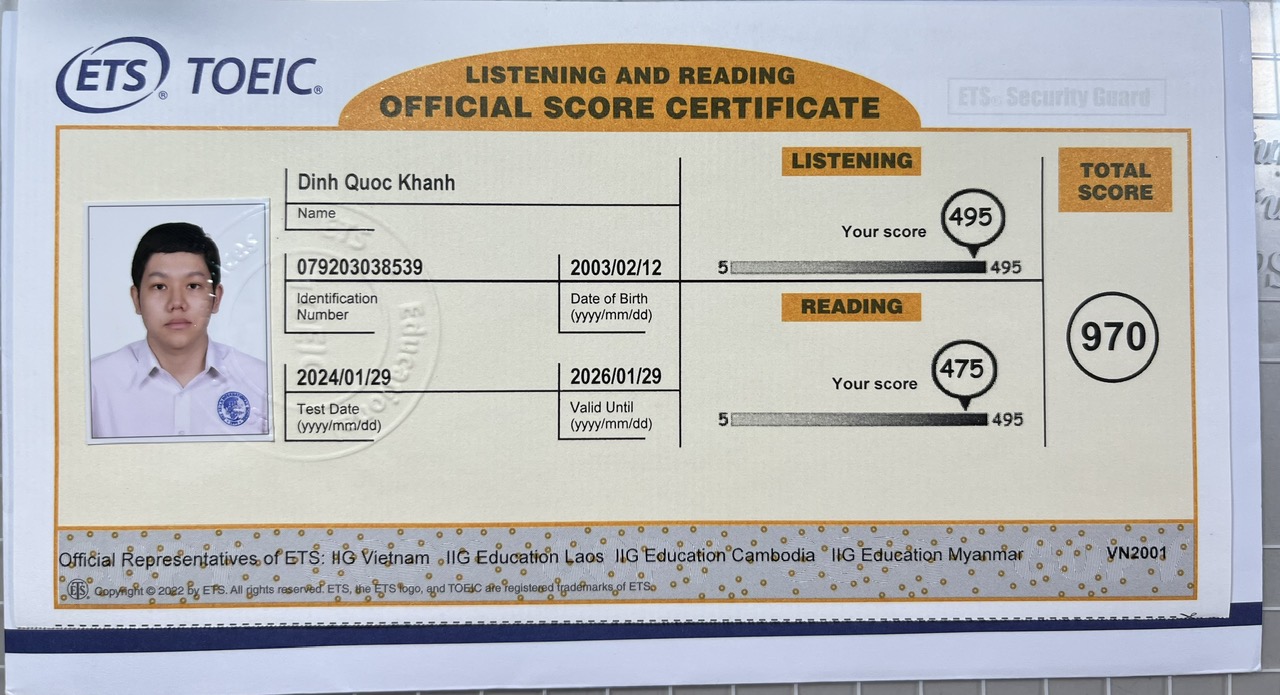 ETS® TOEIC®
LISTENING AND READING
OFFICIAL SCORE CERTIFICATE
ETS® Security Guard
Dinh Quoc Khanh
Name
079203038539
Identification
Number
2003/02/12
Date of Birth
(yyyy/mm/dd)
2024/01/29
Test Date
(yyyy/mm/dd)
2026/01/29
Valid Until
(yyyy/mm/dd)
LISTENING
Your score 495
5 495
READING
Your score 475
5 495
TOTAL
SCORE
970
Official Representatives of ETS: IIG Vietnam IIG Education Laos IIG Education Cambodia IIG Education Myanmar VN2001
ETS® Copyright © 2022 by ETS. All rights reserved. ETS, the ETS logo, and TOEIC are registered trademarks of ETS.